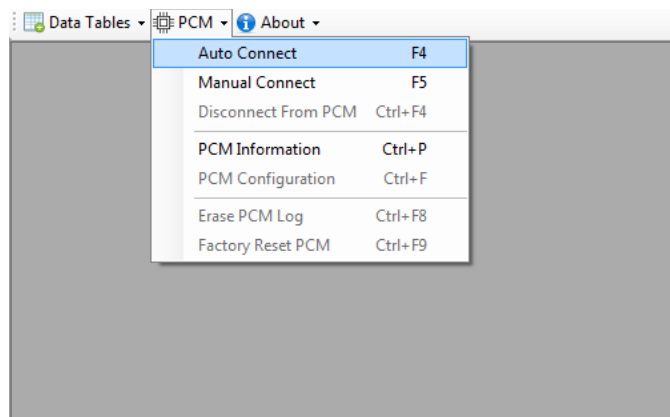 Data Tables PCM About
Auto Connect F4
Manual Connect F5
Disconnect From PCM Ctrl+F4
PCM Information Ctrl+P
PCM Configuration Ctrl+F
Erase PCM Log Ctrl+F8
Factory Reset PCM Ctrl+F9